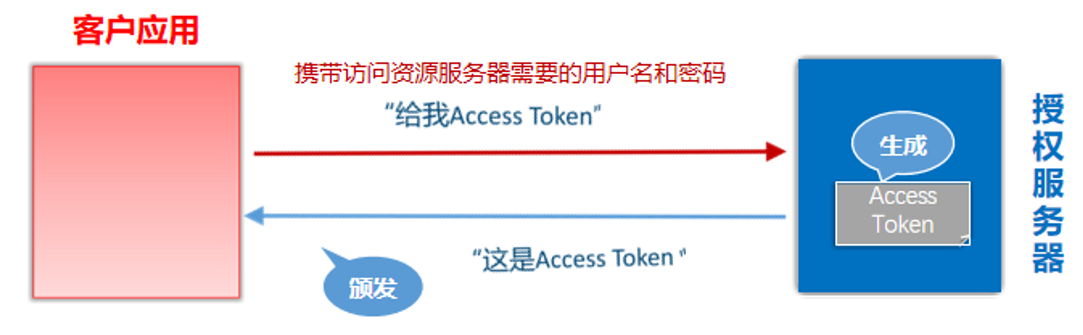 客户应用
携带访问资源服务器需要的用户名和密码
“给我Access Token"
生成
Access
Token
“这是Access Token "
颁发
授权服务器